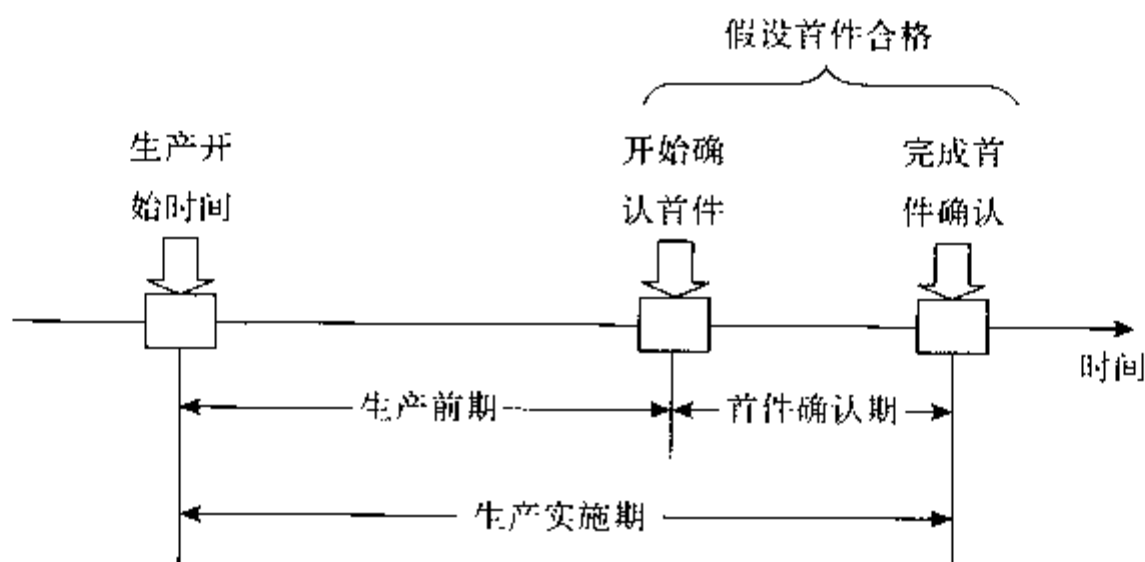 假设首件合格
生产开
始时间
开始确
认首件
完成首
件确认
时间
生产前期
首件确认期
生产实施期